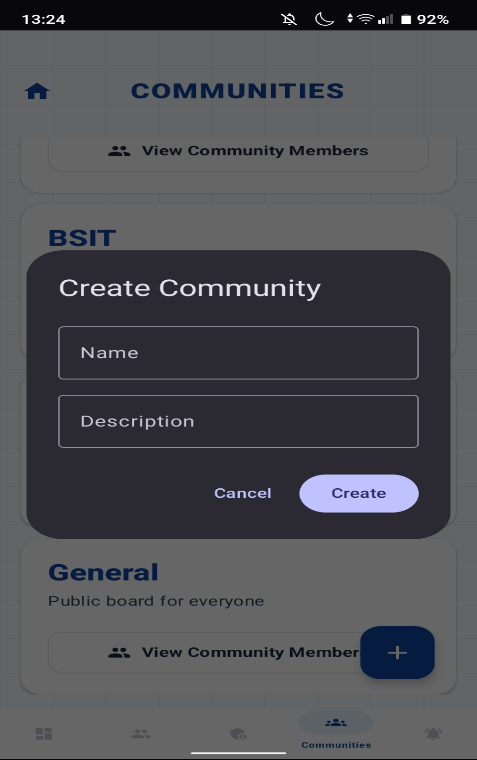 13:24
92%
COMMUNITIES
View Community Members
BSIT
Create Community
Name
Description
Cancel
Create
General
Public board for everyone
View Community Member
+
Communities